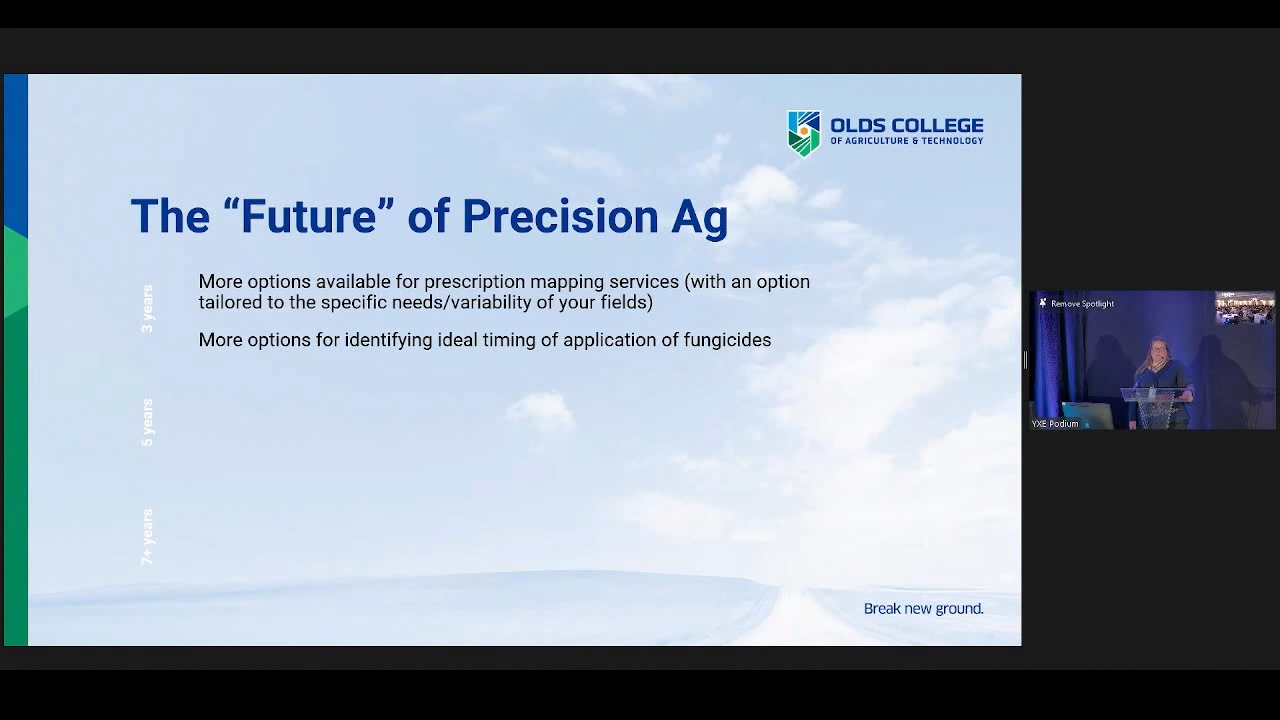 OLDS COLLEGE
OF AGRICULTURE & TECHNOLOGY
The “Future” of Precision Ag
3 years
More options available for prescription mapping services (with an option
tailored to the specific needs/variability of your fields)
More options for identifying ideal timing of application of fungicides
5 years
7+ years
Break new ground.
Remove Spotlight
YXE Podium